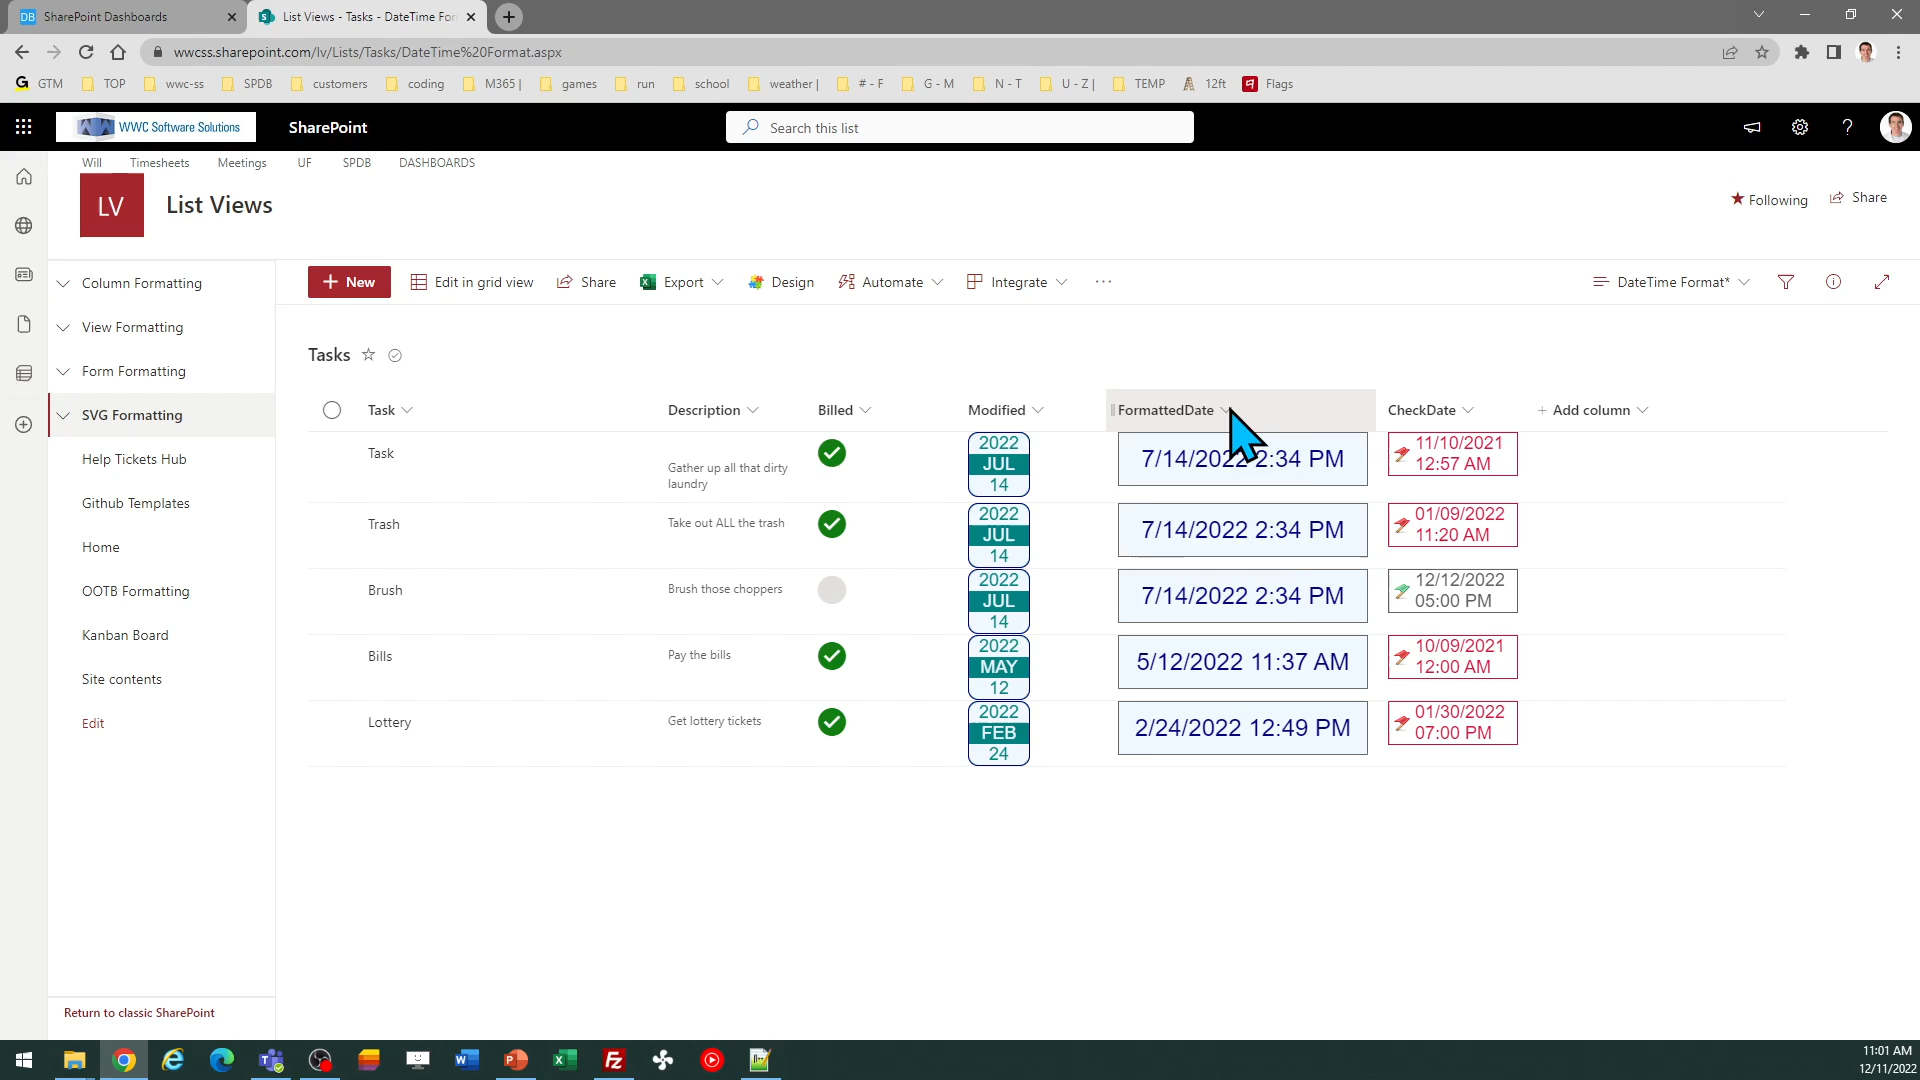 SharePoint Dashboards
List Views - Tasks - DateTime For
wwcss.sharepoint.com/lv/Lists/Tasks/DateTime%20Format.aspx
GTM TOP wwc-ss SPDB customers coding M365 | games run school weather | # - F G - M N - T U - Z | TEMP 12ft Flags
WWC Software Solutions
SharePoint
Search this list
Will Timesheets Meetings UF SPDB DASHBOARDS
LV
List Views
Following
Share
Column Formatting
View Formatting
Form Formatting
SVG Formatting
Help Tickets Hub
Github Templates
Home
OOTB Formatting
Kanban Board
Site contents
Edit
Return to classic SharePoint
New Edit in grid view Share Export Design Automate Integrate ... DateTime Format*
Tasks
Task Description Billed Modified FormattedDate CheckDate + Add column
Task
Gather up all that dirty
laundry
2022
JUL
14
7/14/2022 2:34 PM
11/10/2021
12:57 AM
Trash
Take out ALL the trash
2022
JUL
14
7/14/2022 2:34 PM
01/09/2022
11:20 AM
Brush
Brush those choppers
2022
JUL
14
7/14/2022 2:34 PM
12/12/2022
05:00 PM
Bills
Pay the bills
2022
MAY
12
5/12/2022 11:37 AM
10/09/2021
12:00 AM
Lottery
Get lottery tickets
2022
FEB
24
2/24/2022 12:49 PM
01/30/2022
07:00 PM
11:01 AM
12/11/2022